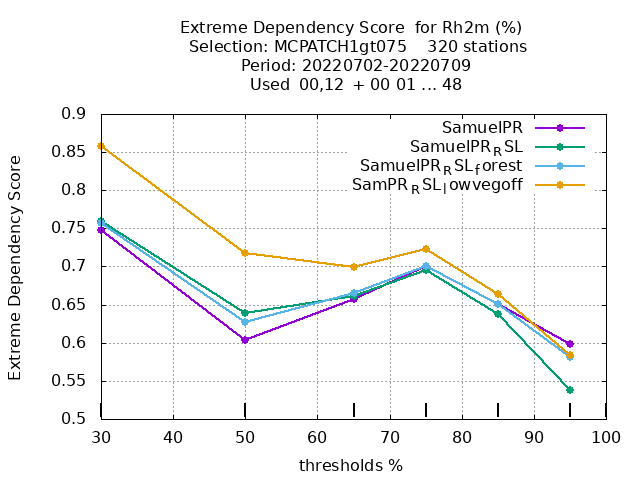 Extreme Dependency Score  for Rh2m (%)
Selection: MCPATCH1gt075    320 stations
Period: 20220702-20220709
Used  00,12  + 00 01 ... 48
Extreme Dependency Score
0.9
0.85
0.8
0.75
0.7
0.65
0.6
0.55
0.5
SamuelPR
SamuelPR_RSL
SamuelPR_RSL_forest
SamPR_RSL_lowvegoff
30 40 50 60 70 80 90 100
thresholds %